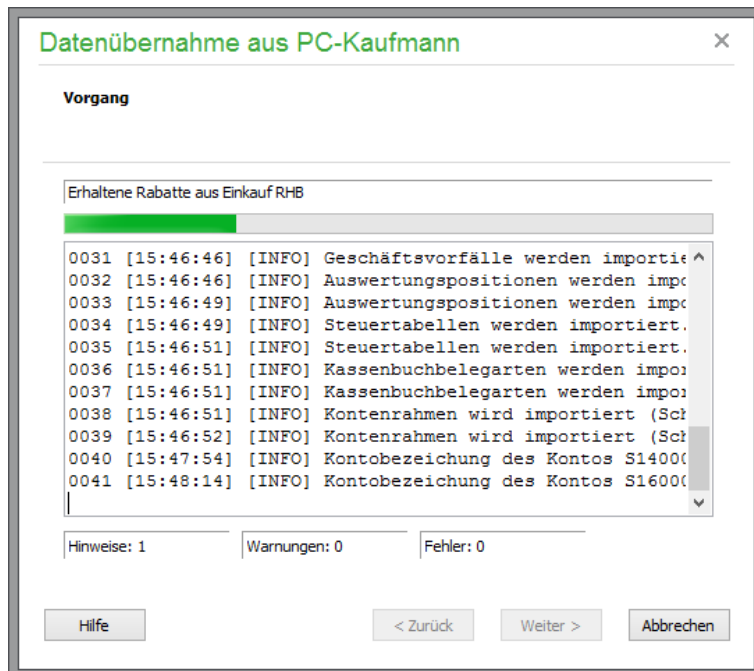 Datenübernahme aus PC-Kaufmann
Vorgang
Erhaltene Rabatte aus Einkauf RHB
0031 [15:46:46] [INFO] Geschäftsvorfälle werden importie
0032 [15:46:46] [INFO] Auswertungspositionen werden impo
0033 [15:46:49] [INFO] Auswertungspositionen werden impo
0034 [15:46:49] [INFO] Steuertabellen werden importiert.
0035 [15:46:51] [INFO] Steuertabellen werden importiert.
0036 [15:46:51] [INFO] Kassenbuchbelegarten werden impor
0037 [15:46:51] [INFO] Kassenbuchbelegarten werden impor
0038 [15:46:51] [INFO] Kontenrahmen wird importiert (Sch
0039 [15:46:52] [INFO] Kontenrahmen wird importiert (Sch
0040 [15:47:54] [INFO] Kontobezeichung des Kontos S14000
0041 [15:48:14] [INFO] Kontobezeichung des Kontos S16000
Hinweise: 1 Warnungen: 0 Fehler: 0
Hilfe < Zurück Weiter > Abbrechen